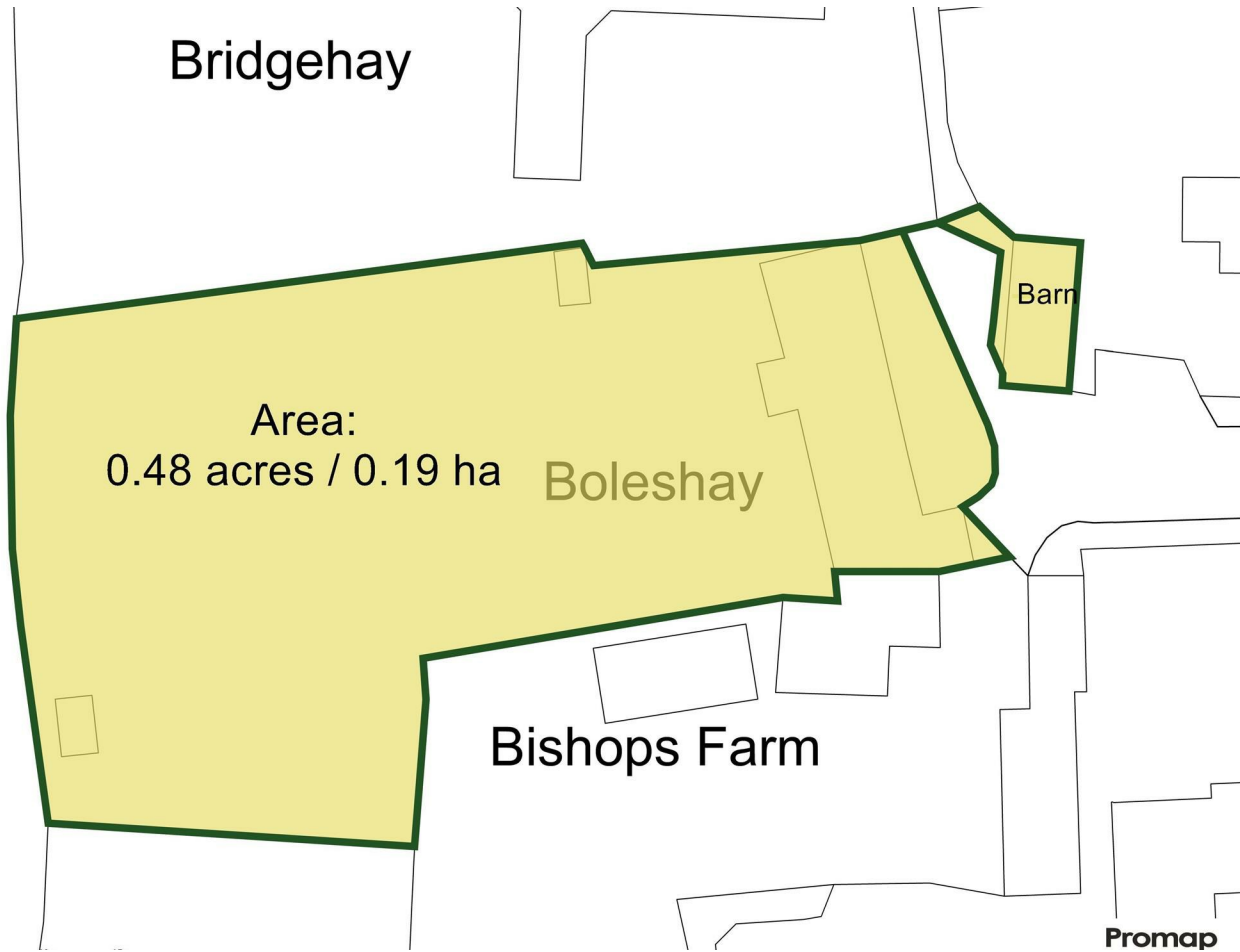 Bridgehay
Barn
Area:
0.48 acres / 0.19 ha
Boleshay
Bishops Farm
Promap